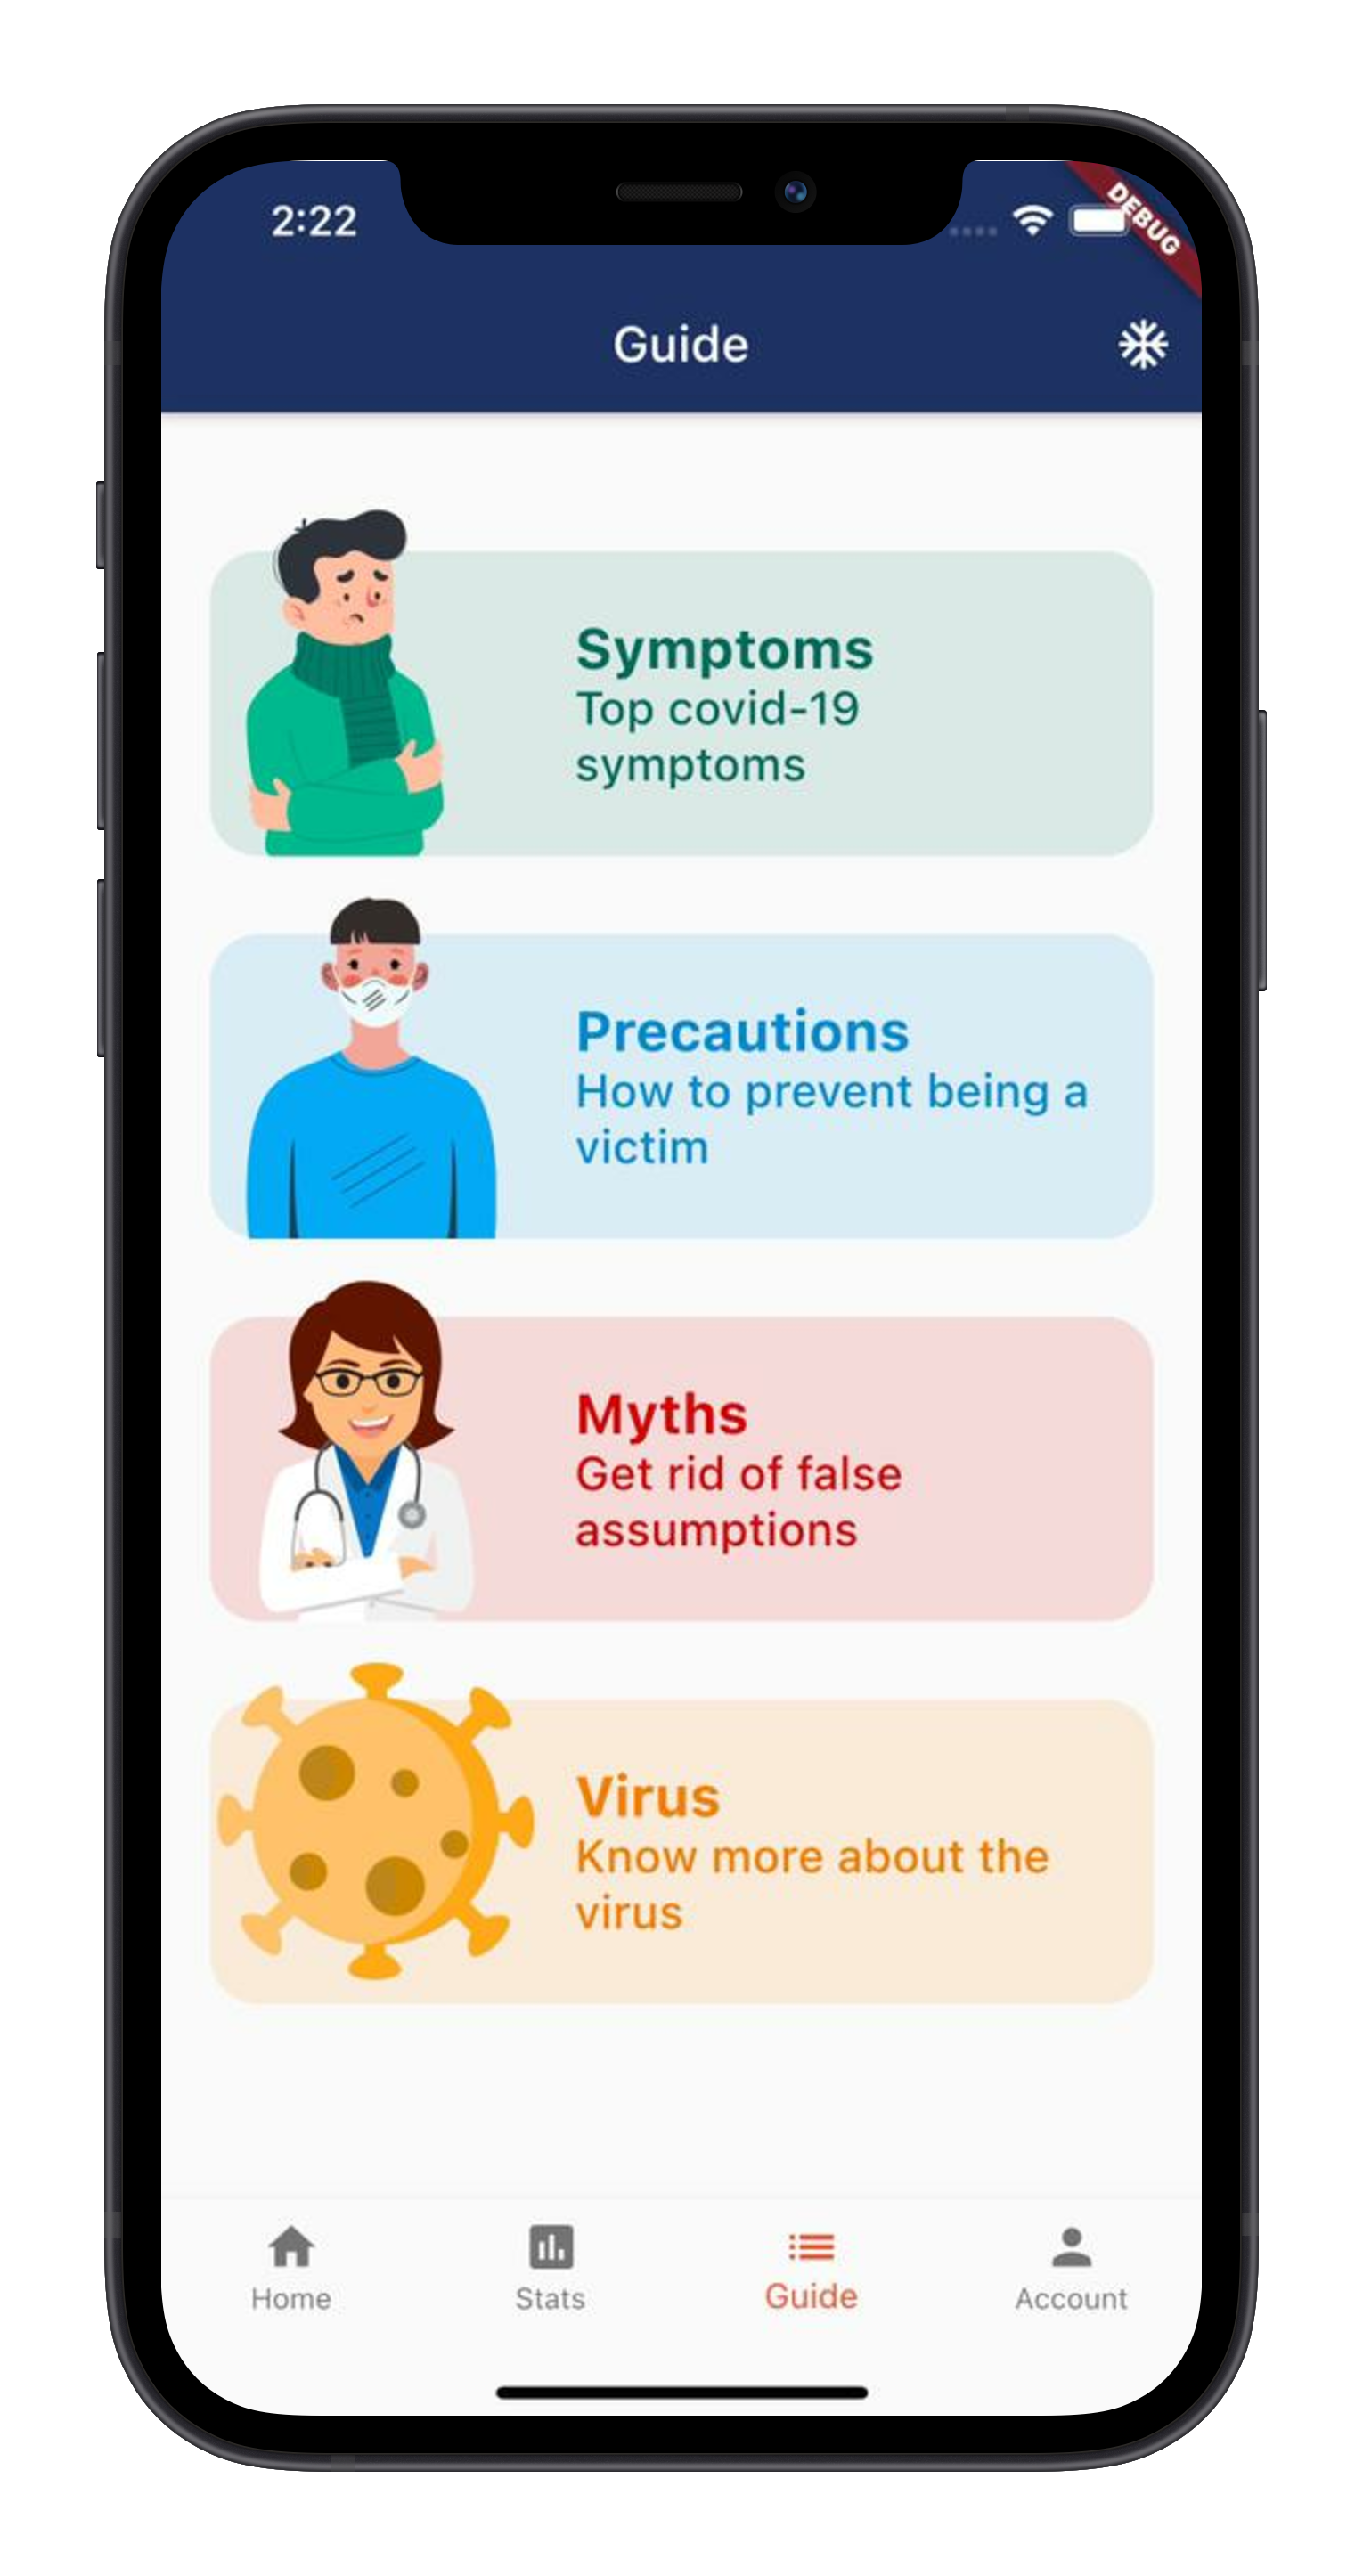 2:22
DEBUG
Guide
Symptoms
Top covid-19
symptoms
Precautions
How to prevent being a
victim
Myths
Get rid of false
assumptions
Virus
Know more about the
virus
Home
Stats
Guide
Account